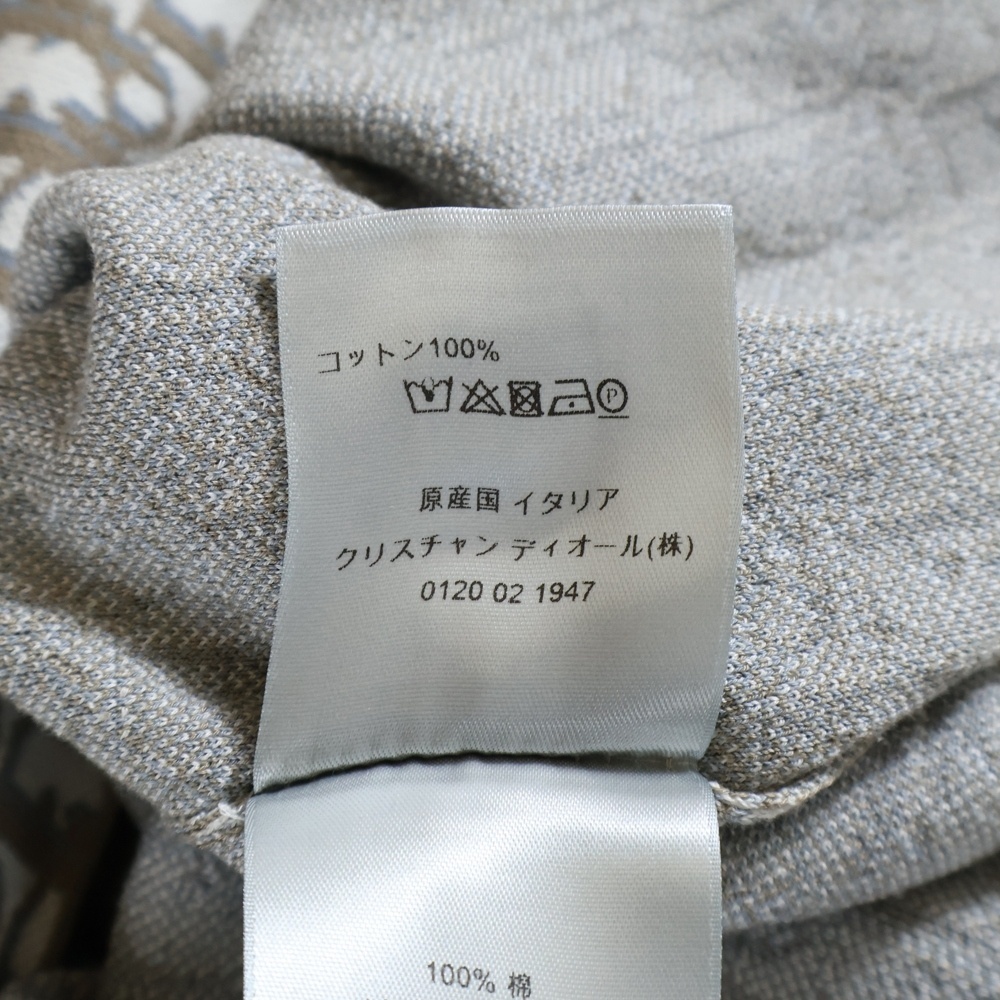 コットン100%
P
原産国 イタリア
クリスチャン ディオール(株)
0120 02 1947
100% 棉